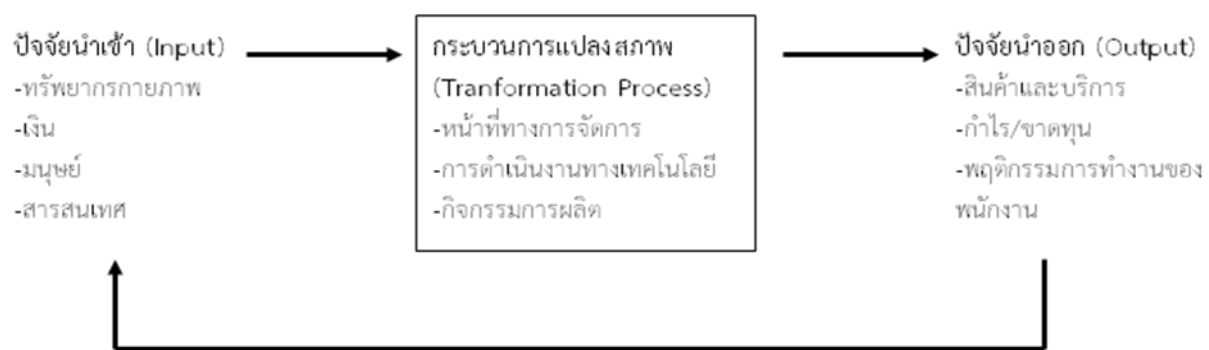 ปัจจัยนำเข้า (Input)
-ทรัพยากรกายภาพ
-เงิน
-มนุษย์
-สารสนเทศ
กระบวนการแปลงสภาพ
(Tranformation Process)
-หน้าที่ทางการจัดการ
-การดำเนินงานทางเทคโนโลยี
-กิจกรรมการผลิต
ปัจจัยนำออก (Output)
-สินค้าและบริการ
-กำไร/ขาดทุน
-พฤติกรรมการทำงานของ
พนักงาน